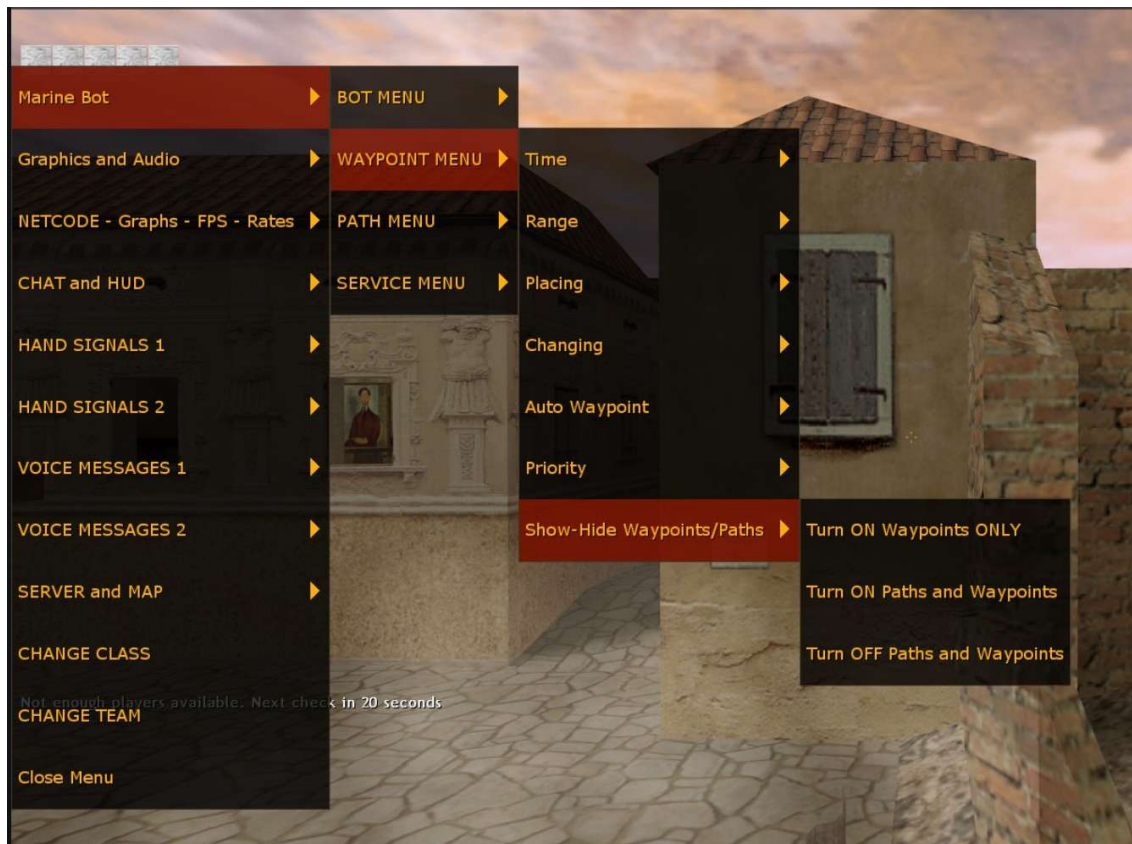 Marine Bot
Graphics and Audio
NETCODE - Graphs - FPS - Rates
CHAT and HUD
HAND SIGNALS 1
HAND SIGNALS 2
VOICE MESSAGES 1
VOICE MESSAGES 2
SERVER and MAP
CHANGE CLASS
Not enough players available. Next check in 20 seconds
CHANGE TEAM
Close Menu
BOT MENU
WAYPOINT MENU
PATH MENU
SERVICE MENU
Time
Range
Placing
Changing
Auto Waypoint
Priority
Show-Hide Waypoints/Paths
Turn ON Waypoints ONLY
Turn ON Paths and Waypoints
Turn OFF Paths and Waypoints